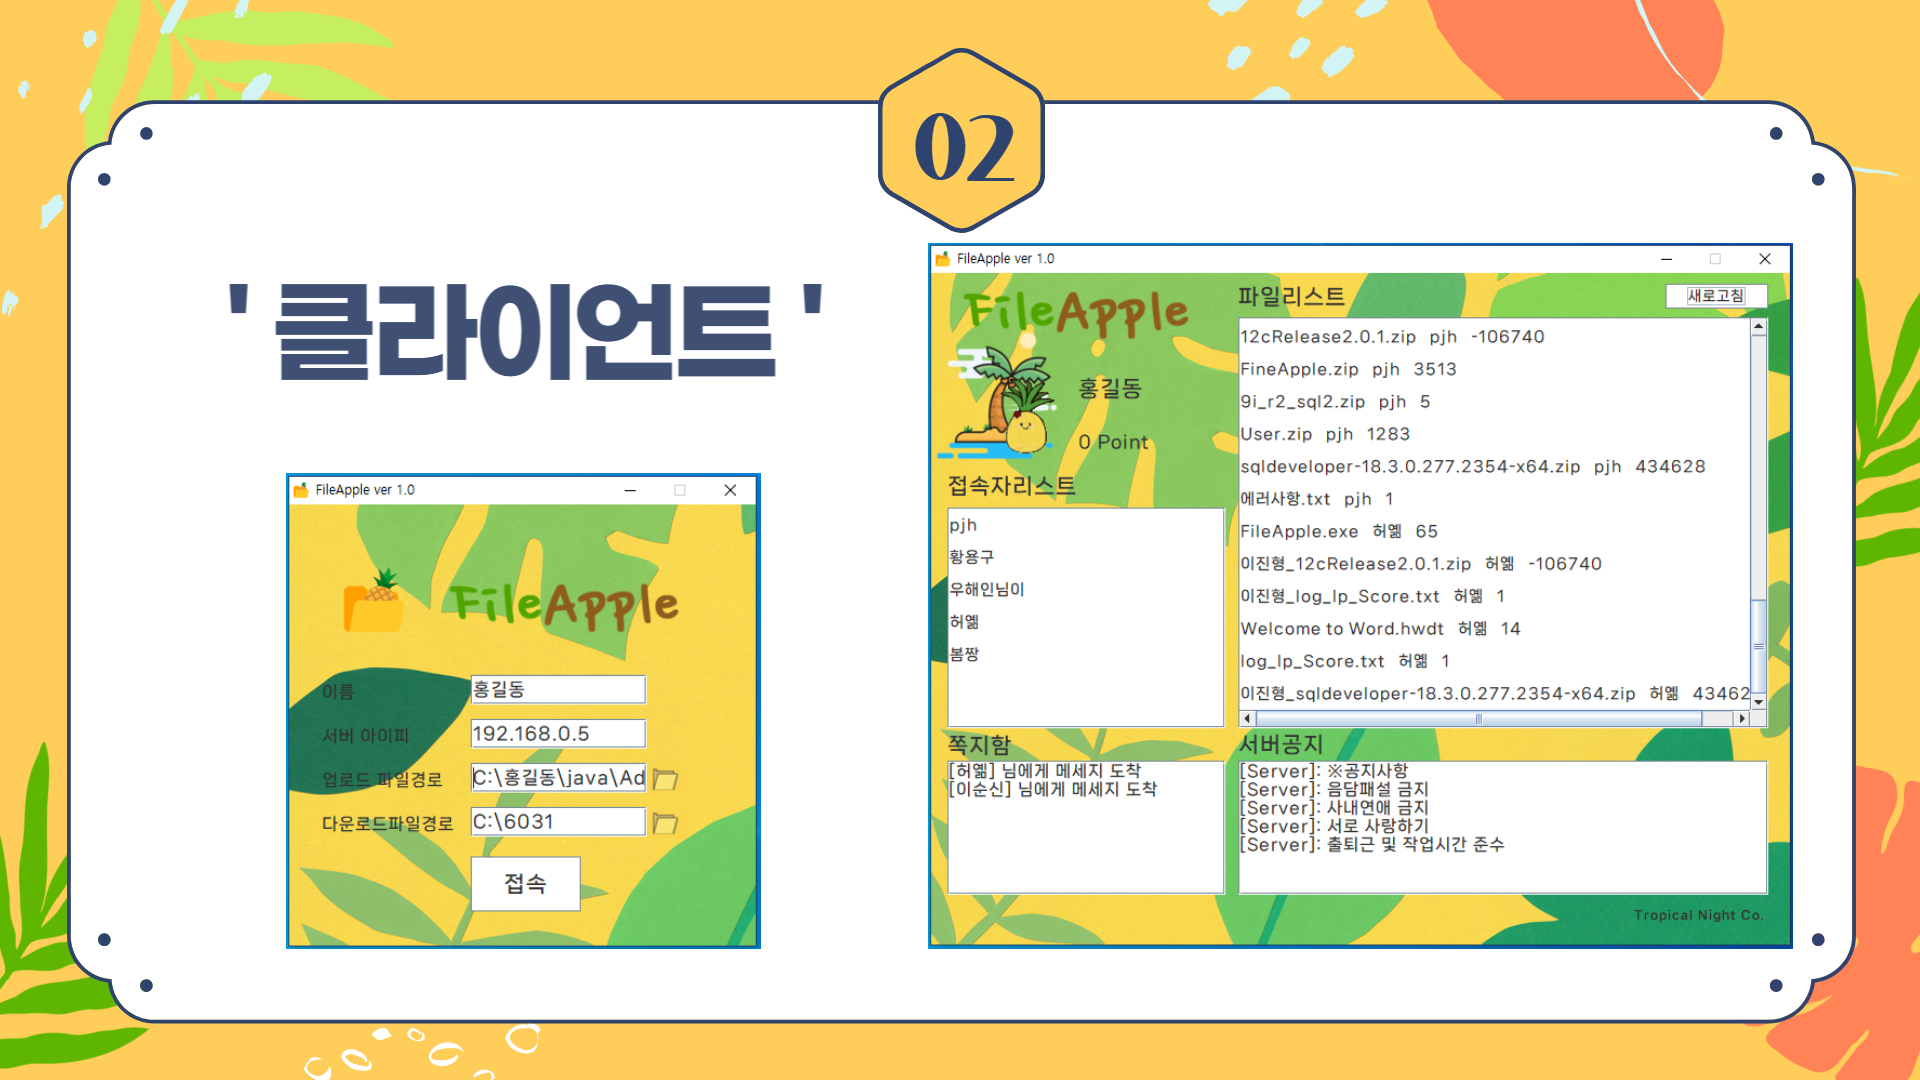 02
' 클라이언트 '
FileApple ver 1.0
FileApple
이름
홍길동
서버 아이피
192.168.0.5
업로드 파일경로
C:\홍길동\java\Ad
다운로드파일경로
C:\6031
접속
FileApple ver 1.0
FileApple
홍길동
0 Point
접속자리스트
pjh
황용구
우해인님이
허옒
봄짱
쪽지함
[허옒] 님에게 메세지 도착
[이순신] 님에게 메세지 도착
파일리스트
새로고침
12cRelease2.0.1.zip pjh -106740
FineApple.zip pjh 3513
9i_r2_sql2.zip pjh 5
User.zip pjh 1283
sqldeveloper-18.3.0.277.2354-x64.zip pjh 434628
에러사항.txt pjh 1
FileApple.exe 허옒 65
이진형_12cRelease2.0.1.zip 허옒 -106740
이진형_log_lp_Score.txt 허옒 1
Welcome to Word.hwdt 허옒 14
log_lp_Score.txt 허옒 1
이진형_sqldeveloper-18.3.0.277.2354-x64.zip 허옒 43462
서버공지
[Server]: ※공지사항
[Server]: 음담패설 금지
[Server]: 사내연애 금지
[Server]: 서로 사랑하기
[Server]: 출퇴근 및 작업시간 준수
Tropical Night Co.